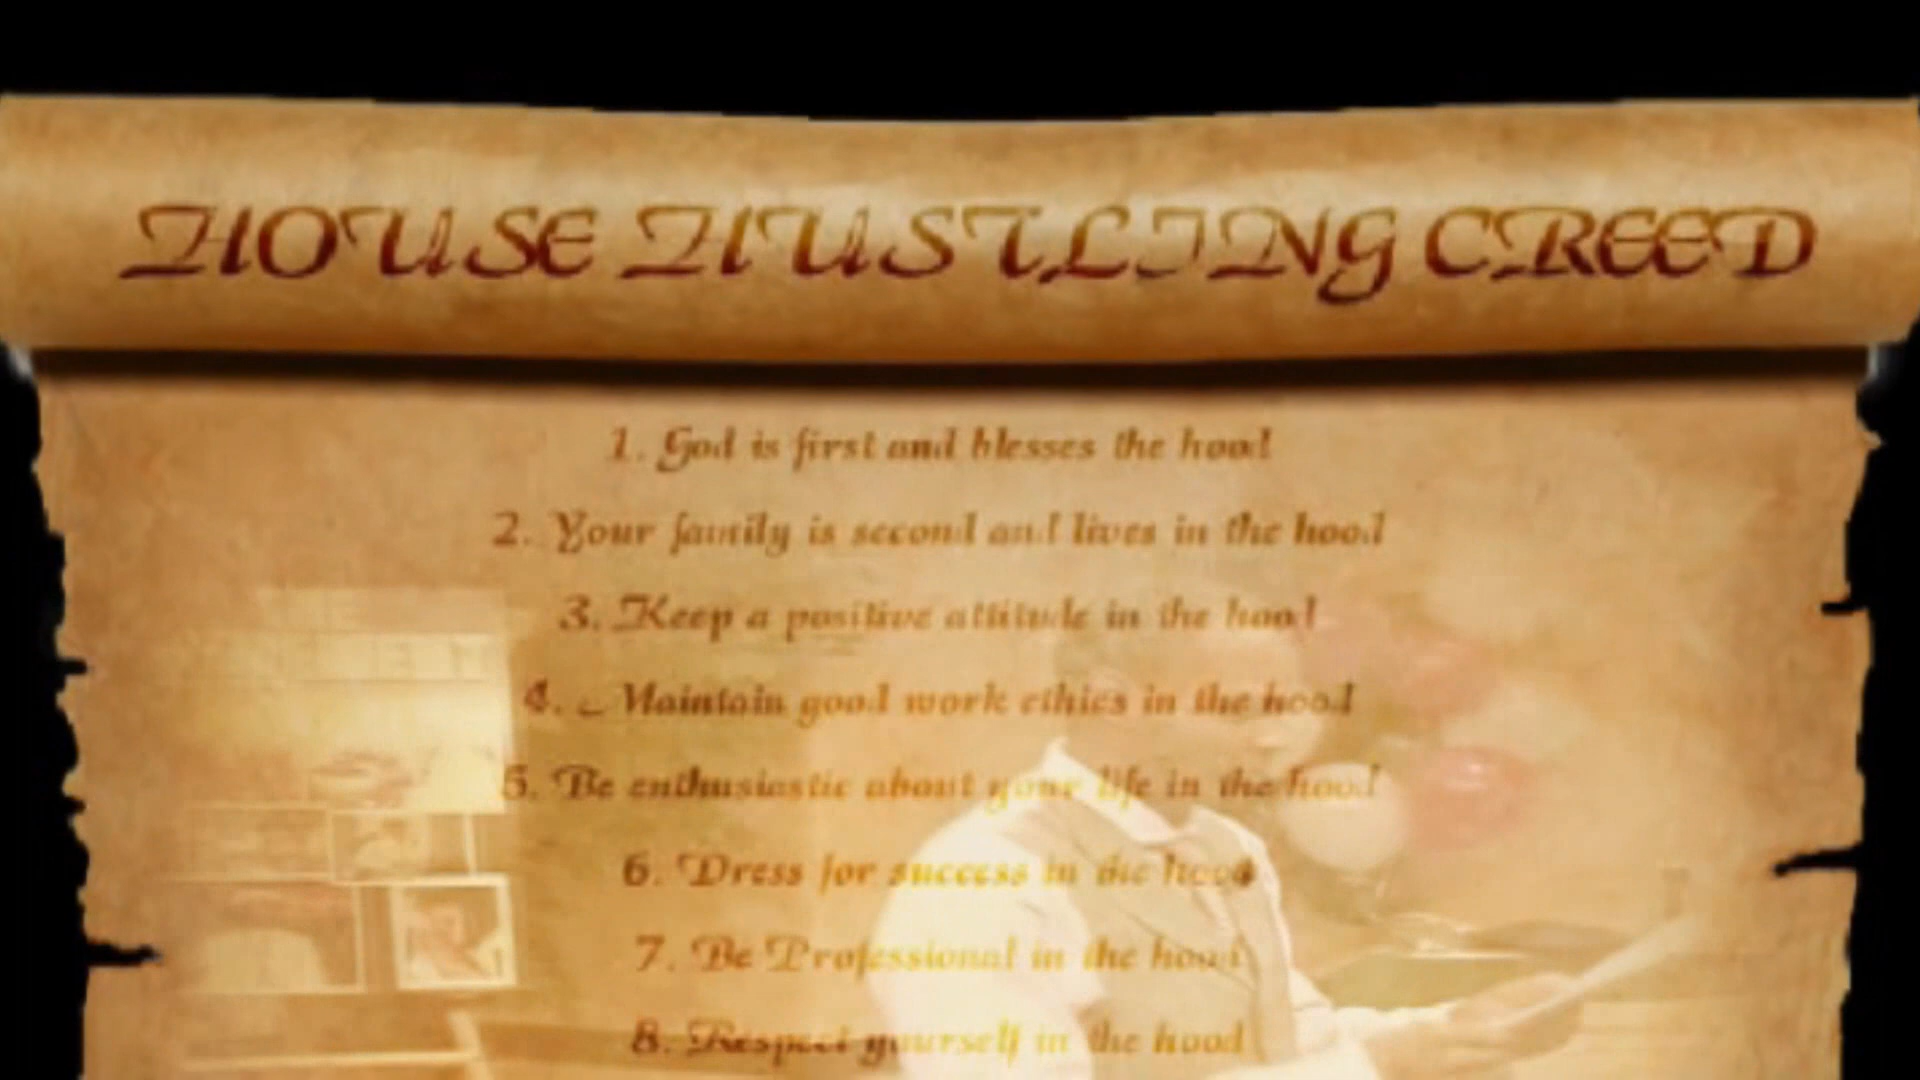 HOUSE HUSTLING CREED
1. God is first and blesses the hood
2. Your family is second and lives in the hood
3. Keep a positive attitude in the hood
4. Maintain good work ethics in the hood
5. Be enthusiastic about your life in the hood
6. Dress for success in the hood
7. Be Professional in the hood
8. Respect yourself in the hood